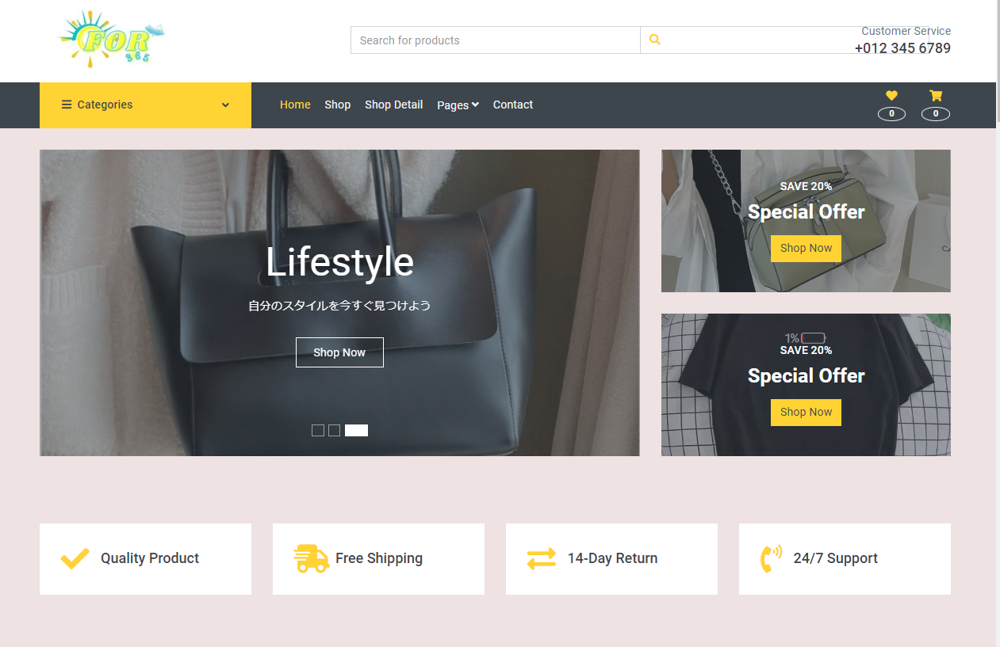 FOR
365
Search for products
Customer Service
+012 345 6789
Categories
Home Shop Shop Detail Pages Contact
0 0
Lifestyle
自分のスタイルを今すぐ見つけよう
Shop Now
SAVE 20%
Special Offer
Shop Now
1%
SAVE 20%
Special Offer
Shop Now
Quality Product
Free Shipping
14-Day Return
24/7 Support